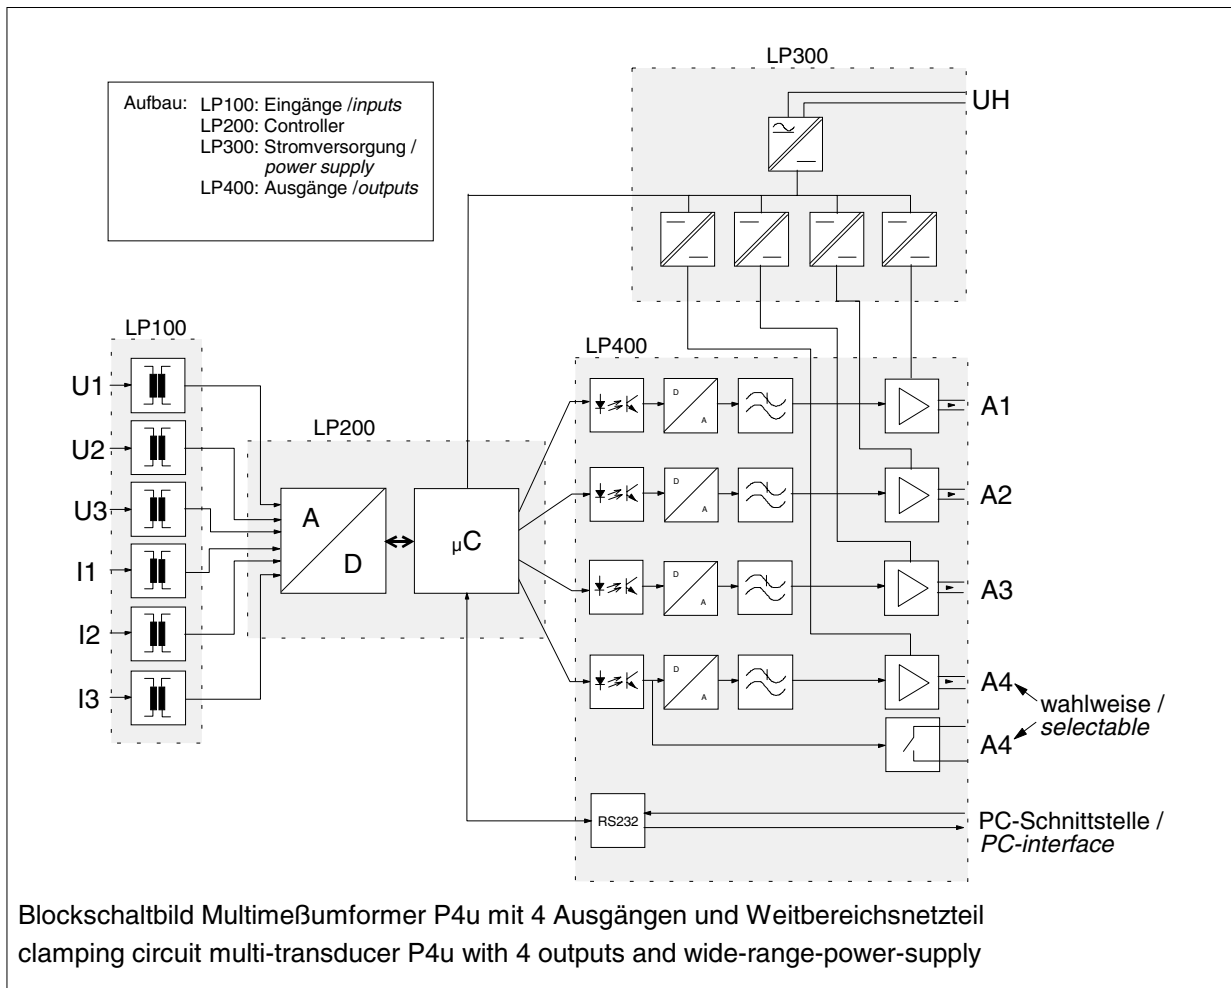 LP300
UH
Aufbau: LP100: Eingänge /inputs
LP200: Controller
LP300: Stromversorgung /
power supply
LP400: Ausgänge /outputs
LP100
U1
U2
U3
I1
I2
I3
LP200
A
D
µC
LP400
D
A
A1
D
A
A2
D
A
A3
D
A
A4
wahlweise /
selectable
A4
RS232
PC-Schnittstelle /
PC-interface
Blockschaltbild Multimeßumformer P4u mit 4 Ausgängen und Weitbereichsnetzteil
clamping circuit multi-transducer P4u with 4 outputs and wide-range-power-supply